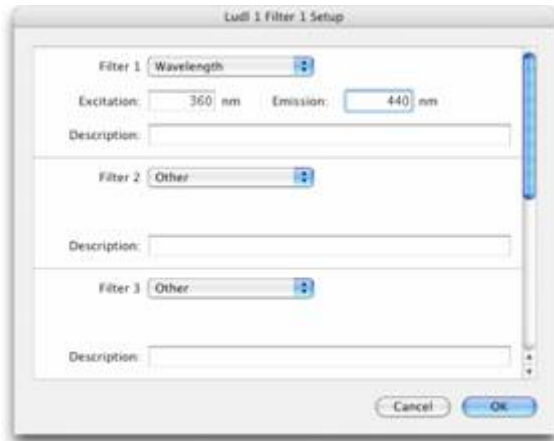 Ludl 1 Filter 1 Setup
Filter 1 Wavelength
Excitation: 360 nm Emission: 440 nm
Description:
Filter 2 Other
Description:
Filter 3 Other
Description:
Cancel OK